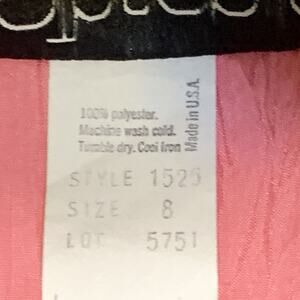 100% polyester.
Machine wash cold.
Tumble dry. Cool Iron
Made in U.S.A.
STYLE 1525
SIZE 8
LOT 5751